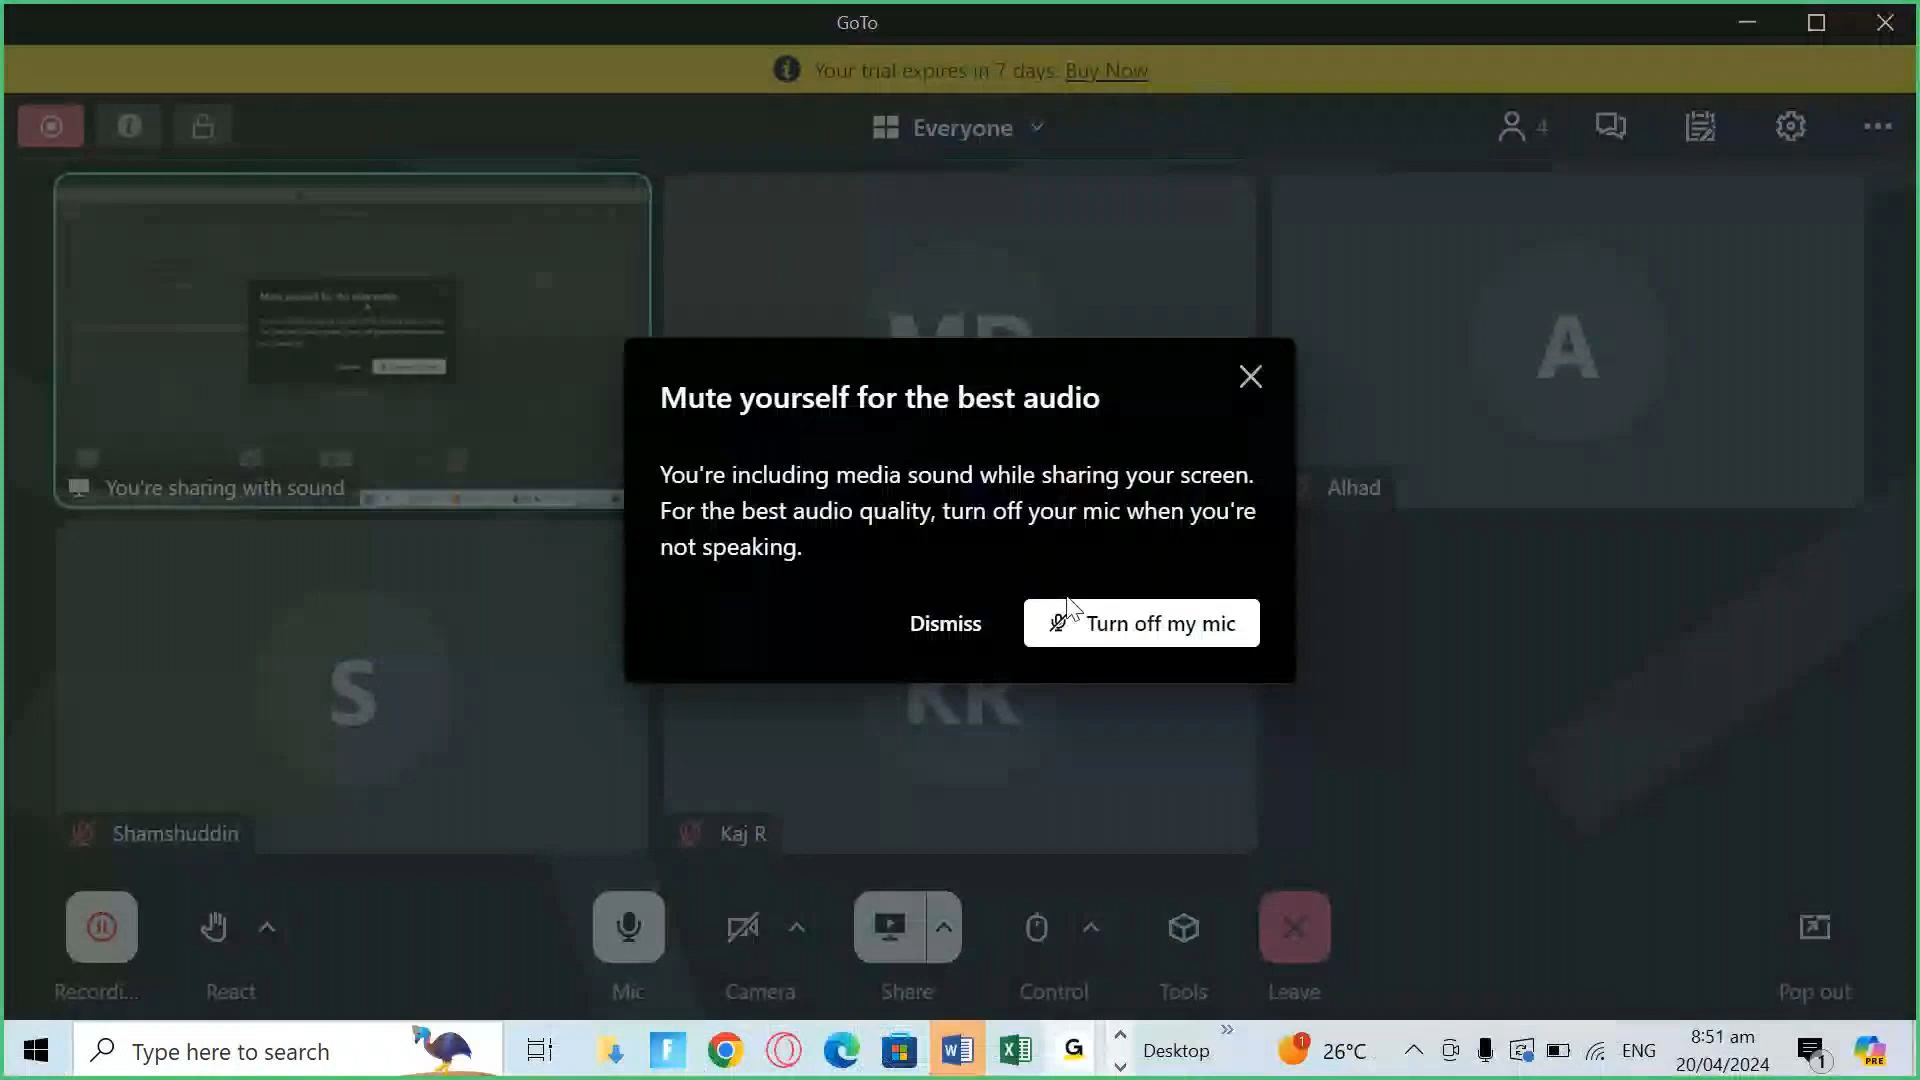 GoTo
Your trial expires in 7 days. Buy Now
Everyone
4
A
Mute yourself for the best audio
You're including media sound while sharing your screen.
For the best audio quality, turn off your mic when you're
not speaking.
Dismiss
Turn off my mic
You're sharing with sound
Alhad
S
KR
Shamshuddin
Kaj R
Recordi...
React
Mic
Camera
Share
Control
Tools
Leave
Pop out
Type here to search
Desktop
1
26°C
ENG
8:51 am
20/04/2024
1
PRE